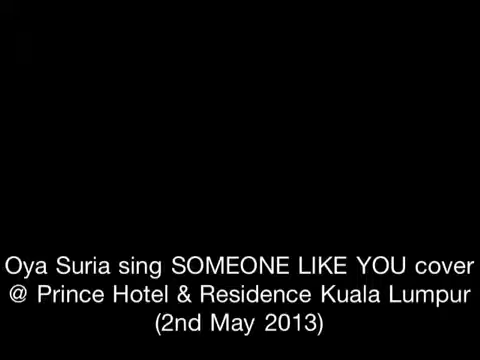 Oya Suria sing SOMEONE LIKE YOU cover
@ Prince Hotel & Residence Kuala Lumpur
(2nd May 2013)